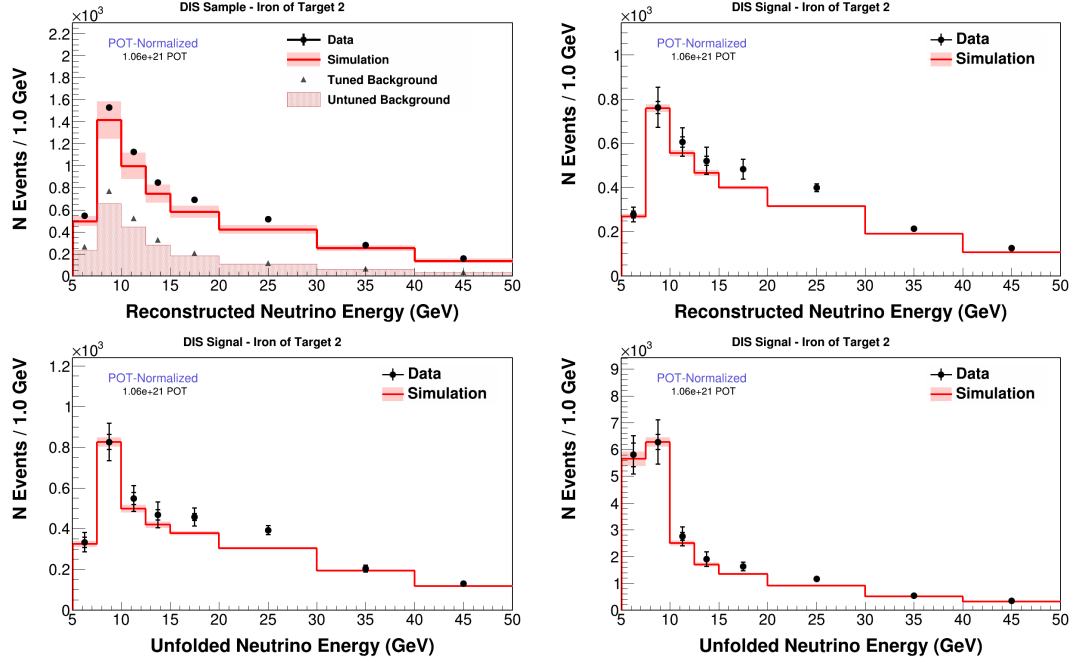 DIS Sample - Iron of Target 2
×10³
POT-Normalized
1.06e+21 POT
Data
Simulation
Tuned Background
Untuned Background
N Events / 1.0 GeV
2.2
2
1.8
1.6
1.4
1.2
1
0.8
0.6
0.4
0.2
0
5 10 15 20 25 30 35 40 45 50
Reconstructed Neutrino Energy (GeV)
DIS Signal - Iron of Target 2
×10³
POT-Normalized
1.06e+21 POT
Data
Simulation
N Events / 1.0 GeV
1
0.8
0.6
0.4
0.2
0
5 10 15 20 25 30 35 40 45 50
Reconstructed Neutrino Energy (GeV)
DIS Signal - Iron of Target 2
×10³
POT-Normalized
1.06e+21 POT
Data
Simulation
N Events / 1.0 GeV
1.2
1
0.8
0.6
0.4
0.2
0
5 10 15 20 25 30 35 40 45 50
Unfolded Neutrino Energy (GeV)
DIS Signal - Iron of Target 2
×10³
POT-Normalized
1.06e+21 POT
Data
Simulation
N Events / 1.0 GeV
9
8
7
6
5
4
3
2
1
0
5 10 15 20 25 30 35 40 45 50
Unfolded Neutrino Energy (GeV)